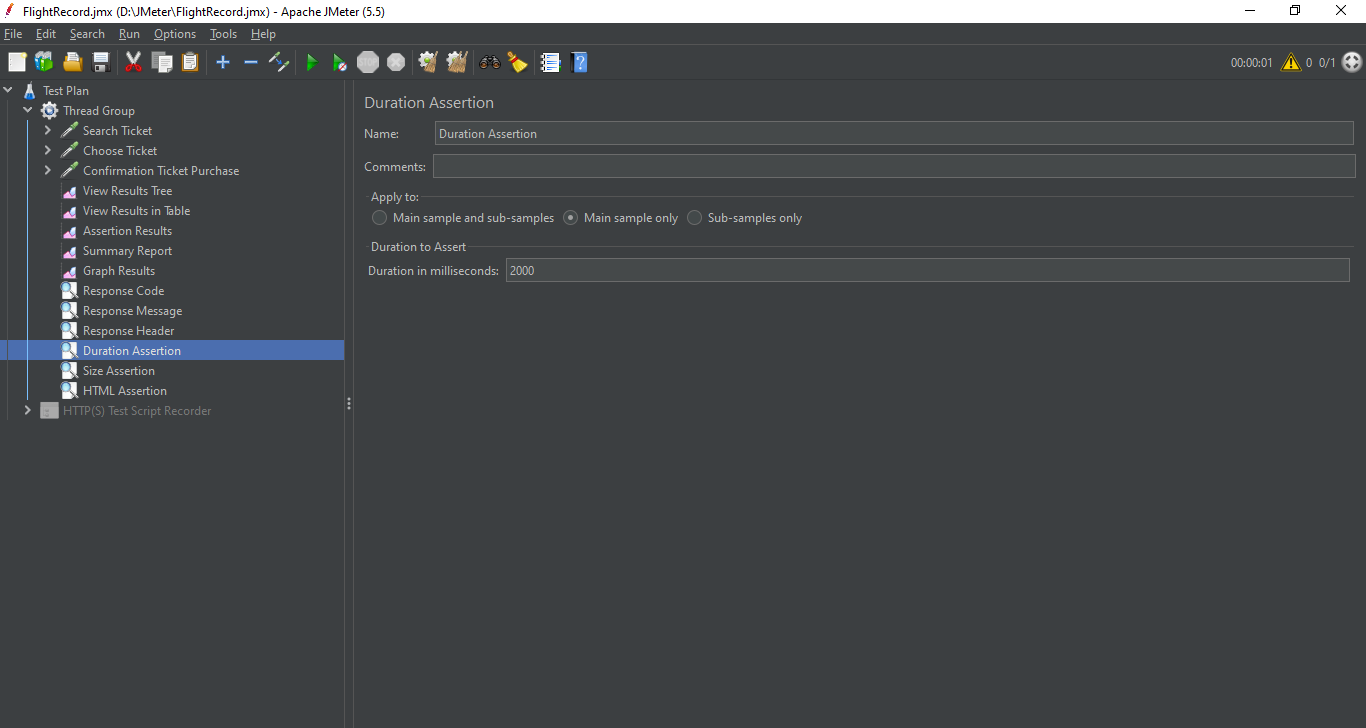 FlightRecord.jmx (D:\JMeter\FlightRecord.jmx) - Apache JMeter (5.5)
File Edit Search Run Options Tools Help
STOP 00:00:01 0 0/1
Test Plan
Thread Group
Search Ticket
Choose Ticket
Confirmation Ticket Purchase
View Results Tree
View Results in Table
Assertion Results
Summary Report
Graph Results
Response Code
Response Message
Response Header
Duration Assertion
Size Assertion
HTML Assertion
HTTP(S) Test Script Recorder
Duration Assertion
Name: Duration Assertion
Comments:
Apply to:
Main sample and sub-samples Main sample only Sub-samples only
Duration to Assert
Duration in milliseconds: 2000